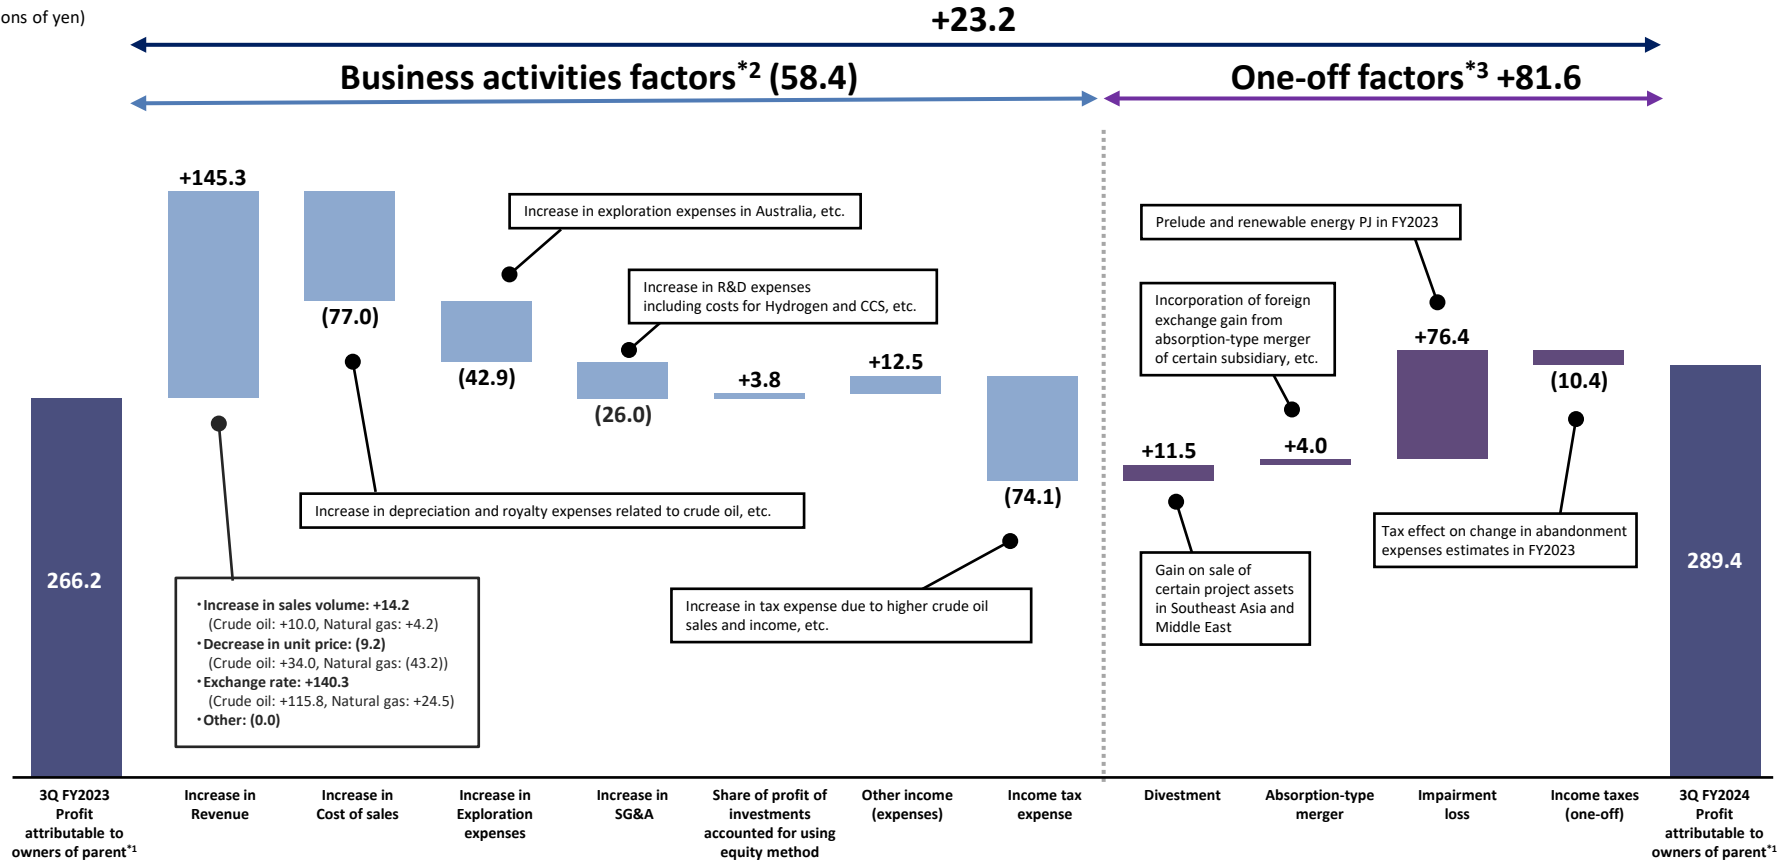 ons of yen)
+23.2
Business activities factors*2 (58.4)
One-off factors*3 +81.6
+145.3
(77.0)
(42.9)
(26.0)
+3.8
+12.5
(74.1)
+11.5
+4.0
+76.4
(10.4)
266.2
289.4
Increase in exploration expenses in Australia, etc.
Increase in R&D expenses
including costs for Hydrogen and CCS, etc.
Prelude and renewable energy PJ in FY2023
Incorporation of foreign
exchange gain from
absorption-type merger
of certain subsidiary, etc.
Increase in depreciation and royalty expenses related to crude oil, etc.
・Increase in sales volume: +14.2
(Crude oil: +10.0, Natural gas: +4.2)
・Decrease in unit price: (9.2)
(Crude oil: +34.0, Natural gas: (43.2))
・Exchange rate: +140.3
(Crude oil: +115.8, Natural gas: +24.5)
・Other: (0.0)
Increase in tax expense due to higher crude oil
sales and income, etc.
Gain on sale of
certain project assets
in Southeast Asia and
Middle East
Tax effect on change in abandonment
expenses estimates in FY2023
3Q FY2023
Profit
attributable to
owners of parent*1
Increase in
Revenue
Increase in
Cost of sales
Increase in
Exploration
expenses
Increase in
SG&A
Share of profit of
investments
accounted for using
equity method
Other income
(expenses)
Income tax
expense
Divestment
Absorption-type
merger
Impairment
loss
Income taxes
(one-off)
3Q FY2024
Profit
attributable to
owners of parent*1